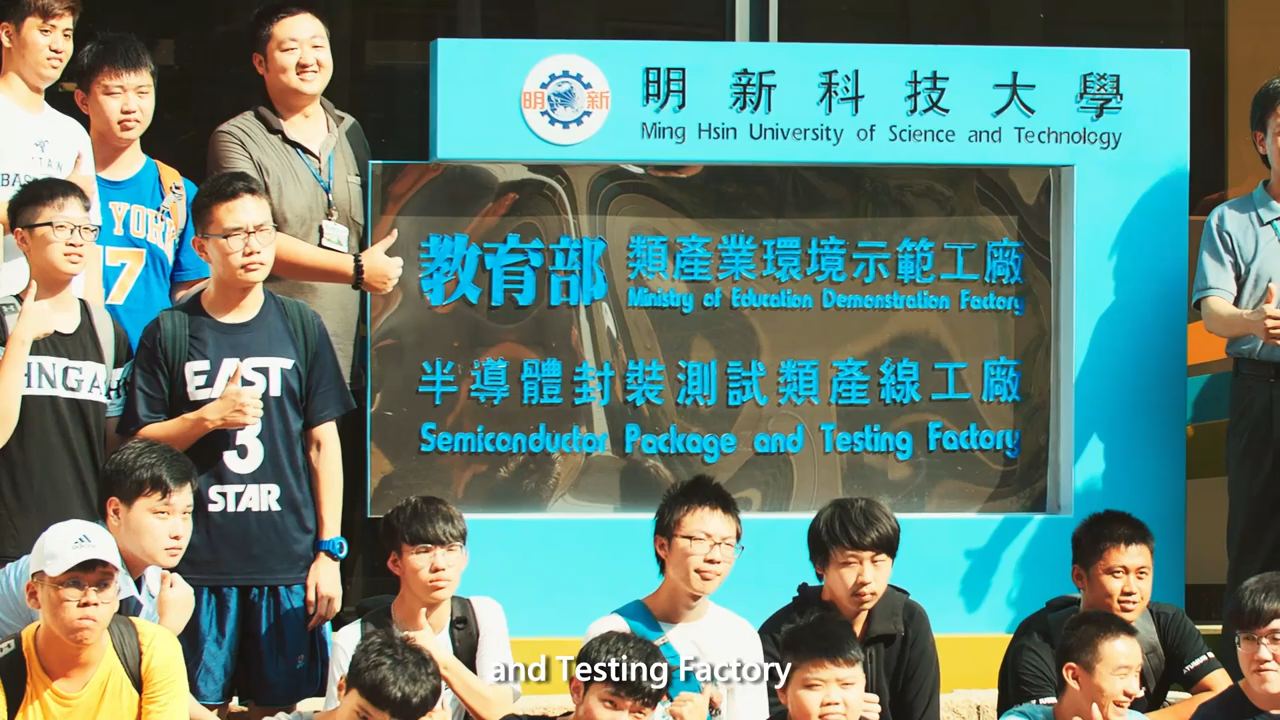 明新科技大學
明新
Ming Hsin University of Science and Technology
教育部 類產業環境示範工廠
Ministry of Education Demonstration Factory
半導體封裝測試類產線工廠
Semiconductor Package and Testing Factory
YORK
17
EAST
3
STAR
and Testing Factory